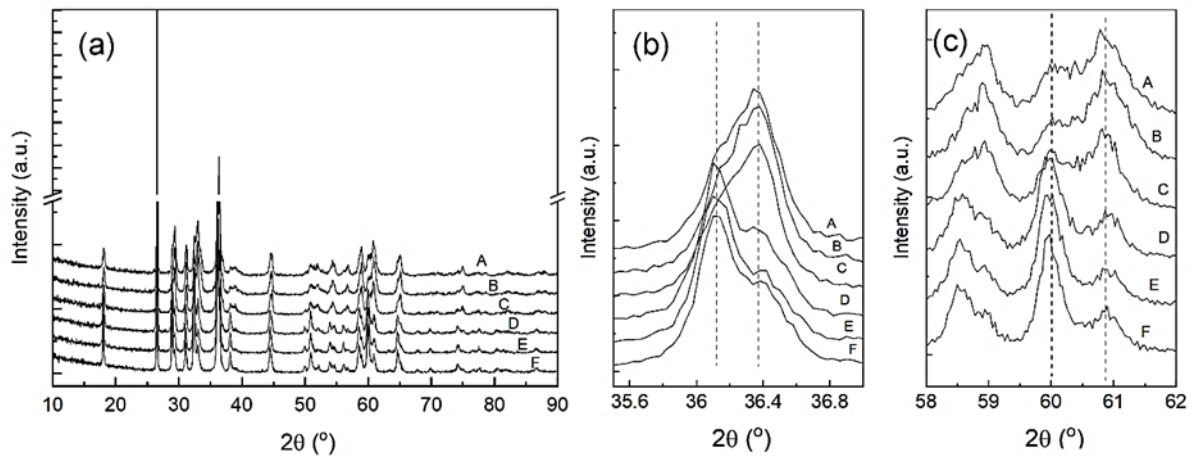 (a)
Intensity (a.u.)
A
B
C
D
E
F
10 20 30 40 50 60 70 80 90
2θ (°)
(b)
Intensity (a.u.)
A
B
C
D
E
F
35.6 36 36.4 36.8
2θ (°)
(c)
Intensity (a.u.)
A
B
C
D
E
F
58 59 60 61 62
2θ (°)